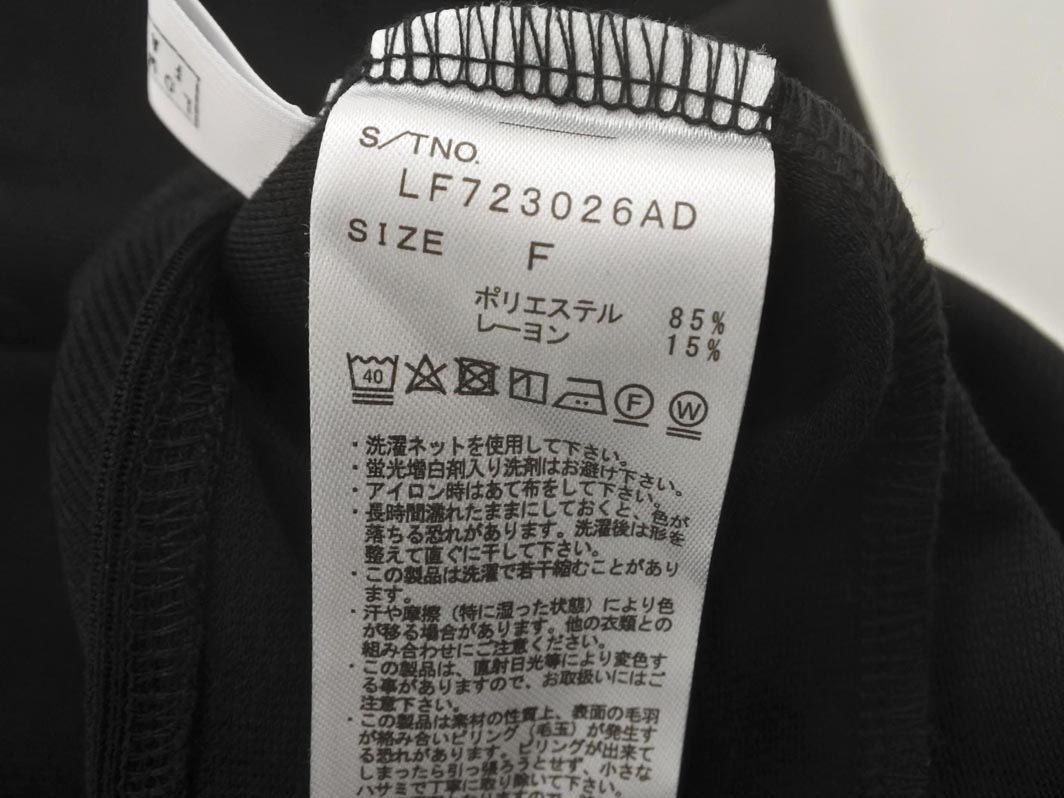 S/TNO.
LF723026AD
SIZE F
ポリエステル 85%
レーヨン 15%
40
F
W
・洗濯ネットを使用して下さい。
・蛍光増白剤入り洗剤はお避け下さい。
・アイロン時はあて布をして下さい。
・長時間濡れたままにしておくと、色が
落ちる恐れがあります。洗濯後は形を
整えて直ぐに干して下さい。
・この製品は洗濯で若干縮むことがあり
ます。
・汗や摩擦（特に湿った状態）により色
が移る場合があります。他の衣類との
組み合わせにご注意ください。
・この製品は、直射日光等により変色す
る事がありますので、お取扱いにはご
注意下さい。
・この製品は素材の性質上、表面の毛羽
が絡み合いピリング（毛玉）が発生す
る恐れがあります。ピリングが出来て
しまったら引っ張ろうとせず、小さな
ハサミで丁寧に取り除いて下さい。